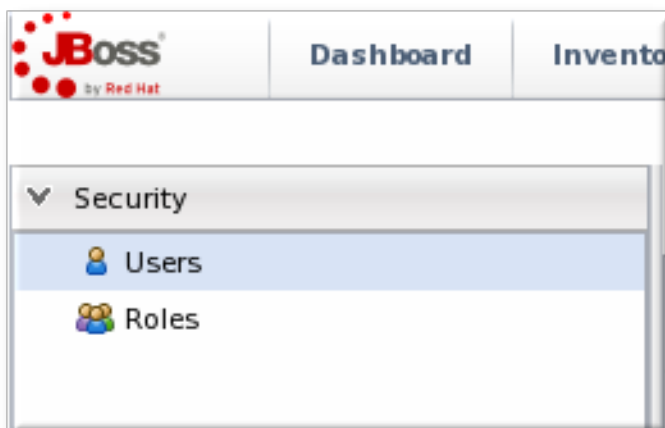 JBoss
by Red Hat
Dashboard
Invento
Security
Users
Roles